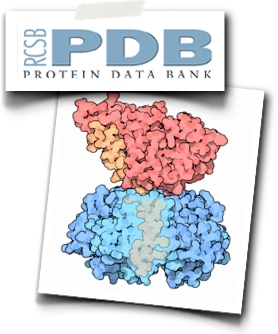 RCSB
PDB
PROTEIN DATA BANK